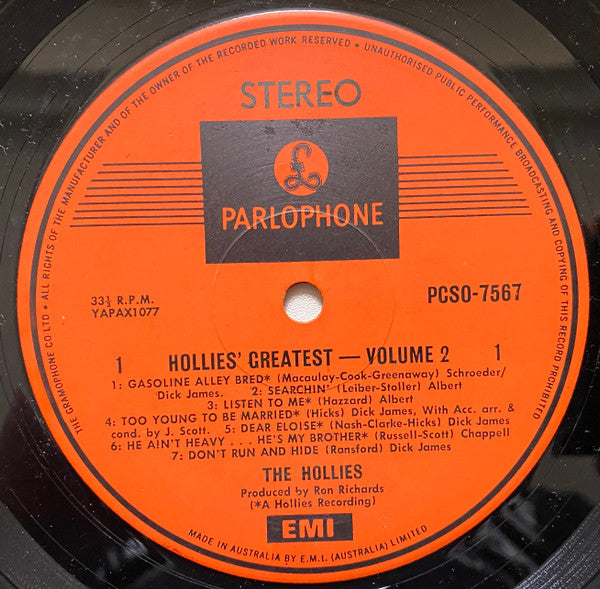 THE GRAMOPHONE CO LTD • ALL RIGHTS OF THE MANUFACTURER AND OF THE OWNER OF THE RECORDED WORK RESERVED • UNAUTHORISED PUBLIC PERFORMANCE BROADCASTING AND COPYING OF THIS RECORD PROHIBITED
STEREO
£
PARLOPHONE
33⅓ R.P.M.
YAPAX1077
PCSO-7567
1 HOLLIES' GREATEST — VOLUME 2 1
1: GASOLINE ALLEY BRED* (Macaulay-Cook-Greenaway) Schroeder/
Dick James. 2: SEARCHIN' (Leiber-Stoller) Albert
3: LISTEN TO ME* (Hazzard) Albert
4: TOO YOUNG TO BE MARRIED* (Hicks) Dick James, With Acc. arr. &
cond. by J. Scott. 5: DEAR ELOISE* (Nash-Clarke-Hicks) Dick James
6: HE AIN'T HEAVY . . . HE'S MY BROTHER* (Russell-Scott) Chappell
7: DON'T RUN AND HIDE (Ransford) Dick James
THE HOLLIES
Produced by Ron Richards
(*A Hollies Recording)
EMI
MADE IN AUSTRALIA BY E.M.I. (AUSTRALIA) LIMITED